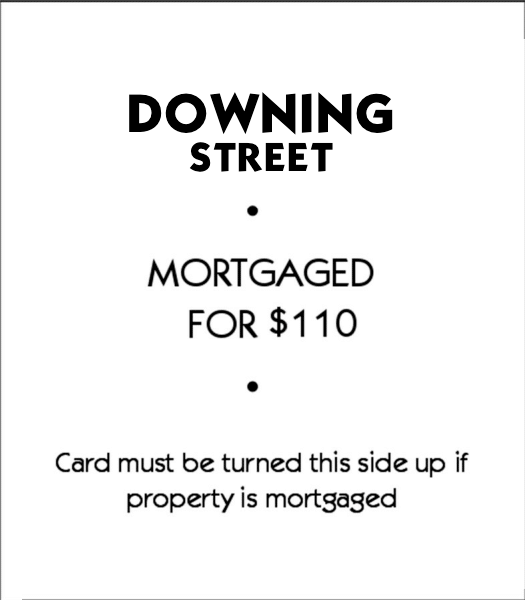 DOWNING
STREET
•
MORTGAGED
FOR $110
•
Card must be turned this side up if
property is mortgaged